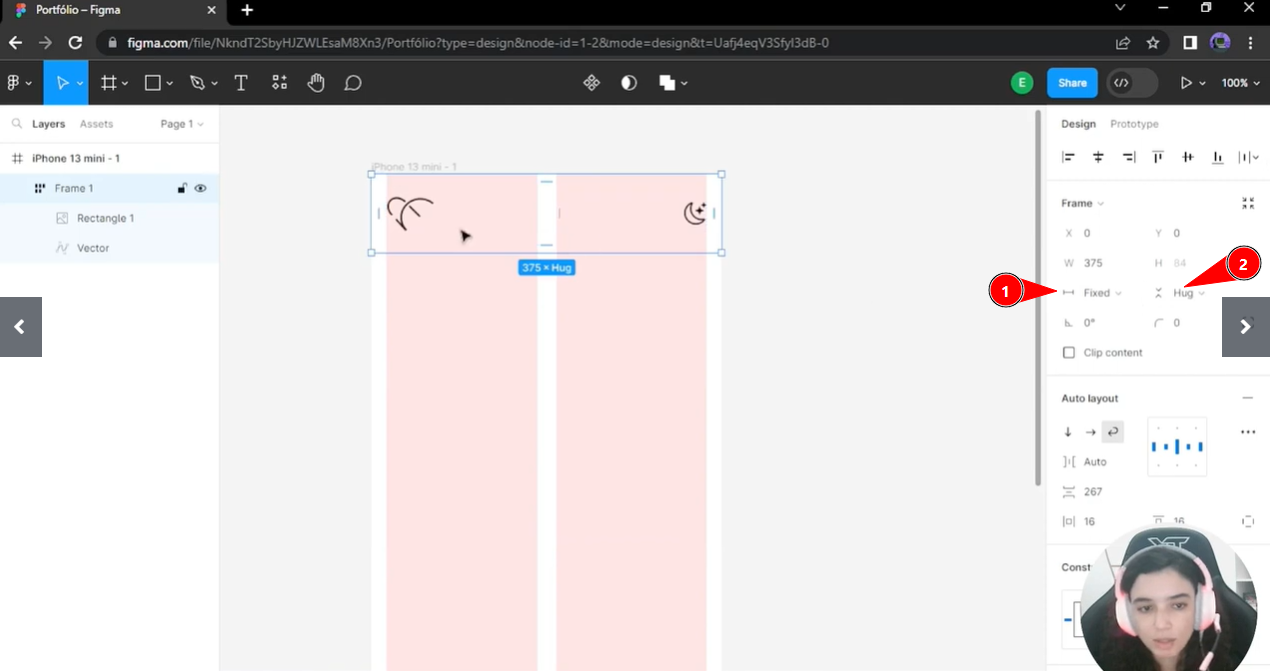 Portfólio – Figma
figma.com/file/NkndT2SbyHJZWLEsaM8Xn3/Portfólio?type=design&node-id=1-2&mode=design&t=Uafj4eqV3SfyI3dB-0
E
Share
100%
Layers
Assets
Page 1
Design
Prototype
iPhone 13 mini - 1
iPhone 13 mini - 1
Frame 1
Rectangle 1
Vector
375 × Hug
Frame
X 0
Y 0
W 375
H 84
1
2
Fixed
Hug
0°
0
Clip content
Auto layout
Auto
267
16
16
Const